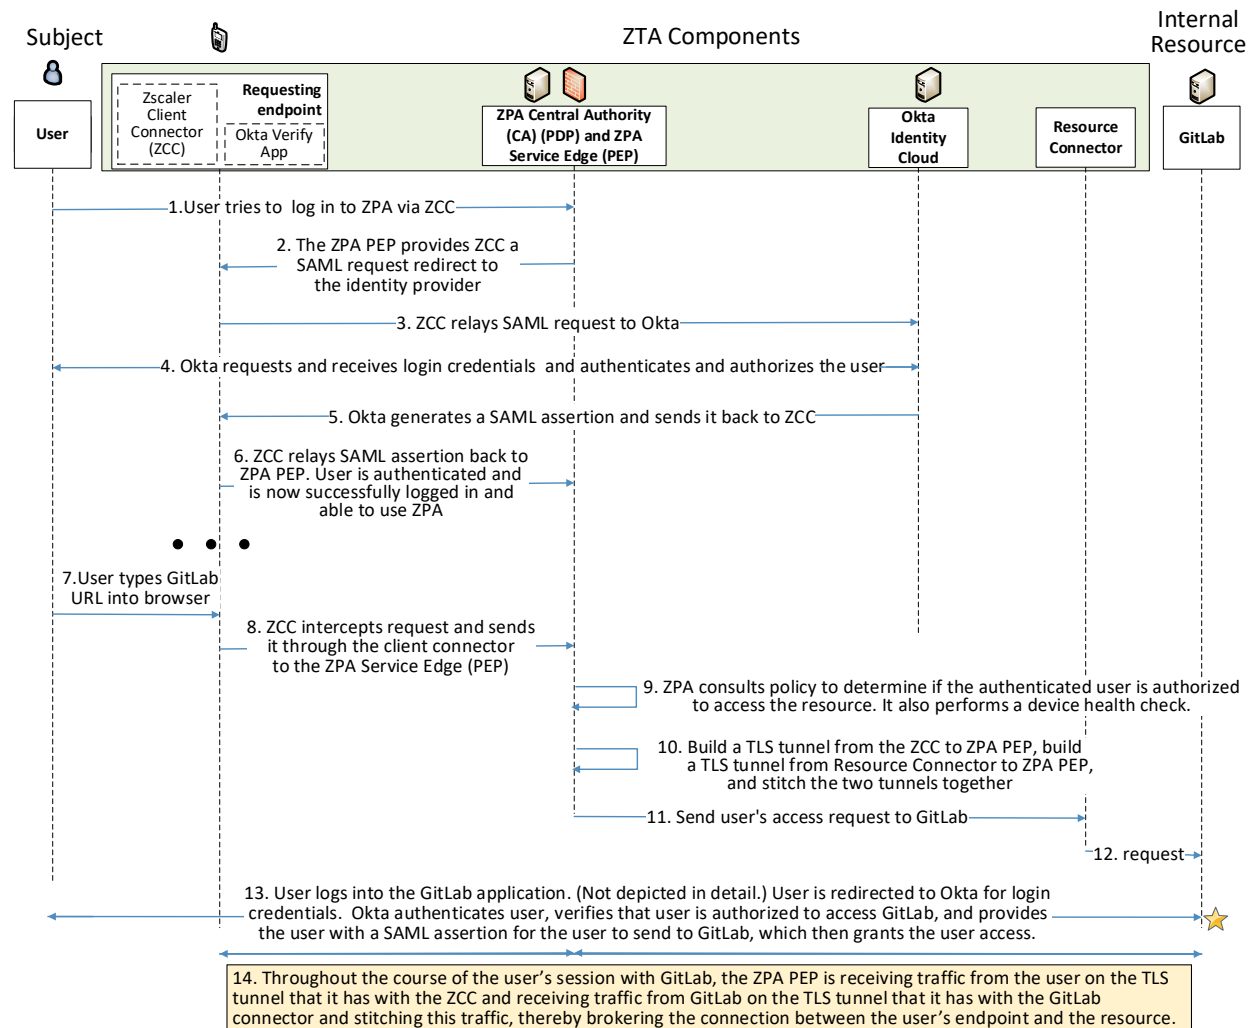 Subject
ZTA Components
Internal
Resource
User
Zscaler
Client
Connector
(ZCC)
Requesting
endpoint
Okta Verify
App
ZPA Central Authority
(CA) (PDP) and ZPA
Service Edge (PEP)
Okta
Identity
Cloud
Resource
Connector
GitLab
1.User tries to  log in to ZPA via ZCC
2. The ZPA PEP provides ZCC a
SAML request redirect to
the identity provider
3. ZCC relays SAML request to Okta
4. Okta requests and receives login credentials  and authenticates and authorizes the user
5. Okta generates a SAML assertion and sends it back to ZCC
6. ZCC relays SAML assertion back to
ZPA PEP. User is authenticated and
is now successfully logged in and
able to use ZPA
• • •
7.User types GitLab
URL into browser
8. ZCC intercepts request and sends
it through the client connector
to the ZPA Service Edge (PEP)
9. ZPA consults policy to determine if the authenticated user is authorized
to access the resource. It also performs a device health check.
10. Build a TLS tunnel from the ZCC to ZPA PEP, build
a TLS tunnel from Resource Connector to ZPA PEP,
and stitch the two tunnels together
11. Send user's access request to GitLab
12. request
13. User logs into the GitLab application. (Not depicted in detail.) User is redirected to Okta for login
credentials.  Okta authenticates user, verifies that user is authorized to access GitLab, and provides
the user with a SAML assertion for the user to send to GitLab, which then grants the user access.
14. Throughout the course of the user’s session with GitLab, the ZPA PEP is receiving traffic from the user on the TLS
tunnel that it has with the ZCC and receiving traffic from GitLab on the TLS tunnel that it has with the GitLab
connector and stitching this traffic, thereby brokering the connection between the user’s endpoint and the resource.